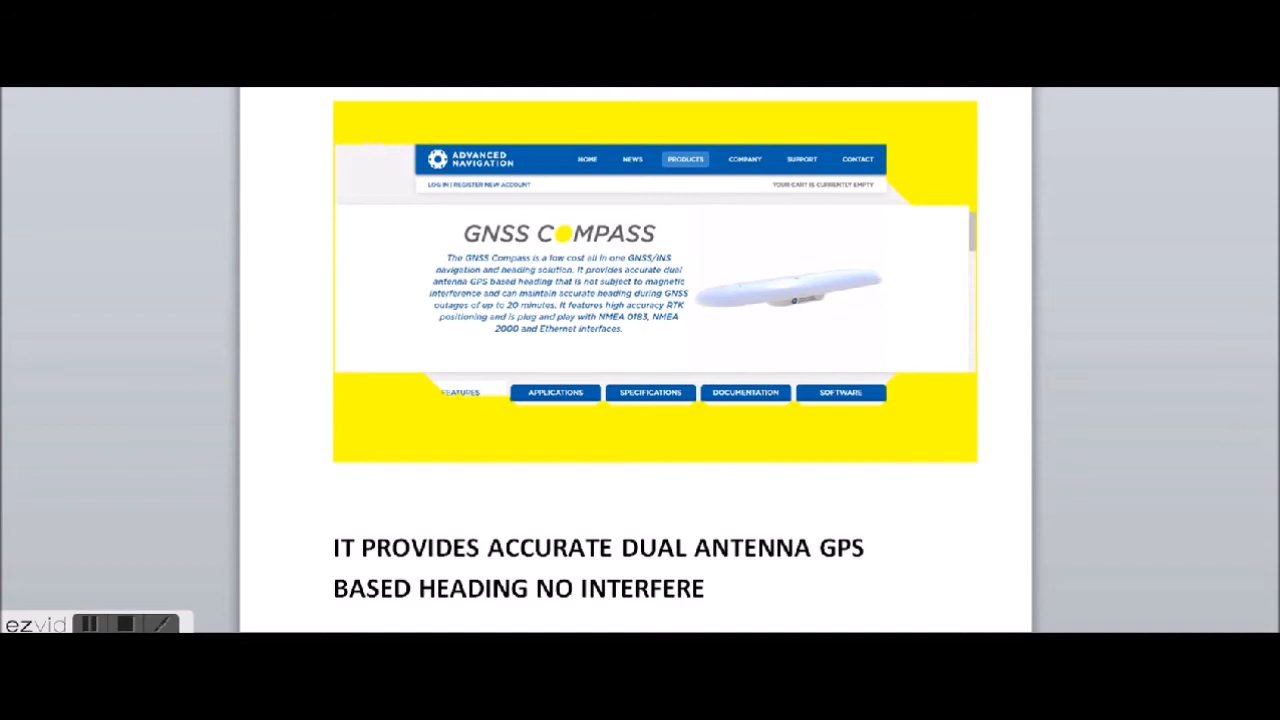 ADVANCED
NAVIGATION
HOME NEWS PRODUCTS COMPANY SUPPORT CONTACT
LOG IN | REGISTER NEW ACCOUNT YOUR CART IS CURRENTLY EMPTY
GNSS COMPASS
The GNSS Compass is a low cost all in one GNSS/INS
navigation and heading solution. It provides accurate dual
antenna GPS based heading that is not subject to magnetic
interference and can maintain accurate heading during GNSS
outages of up to 20 minutes. It features high accuracy RTK
positioning and is plug and play with NMEA 0183, NMEA
2000 and Ethernet interfaces.
FEATURES APPLICATIONS SPECIFICATIONS DOCUMENTATION SOFTWARE
IT PROVIDES ACCURATE DUAL ANTENNA GPS
BASED HEADING NO INTERFERE
ezvid